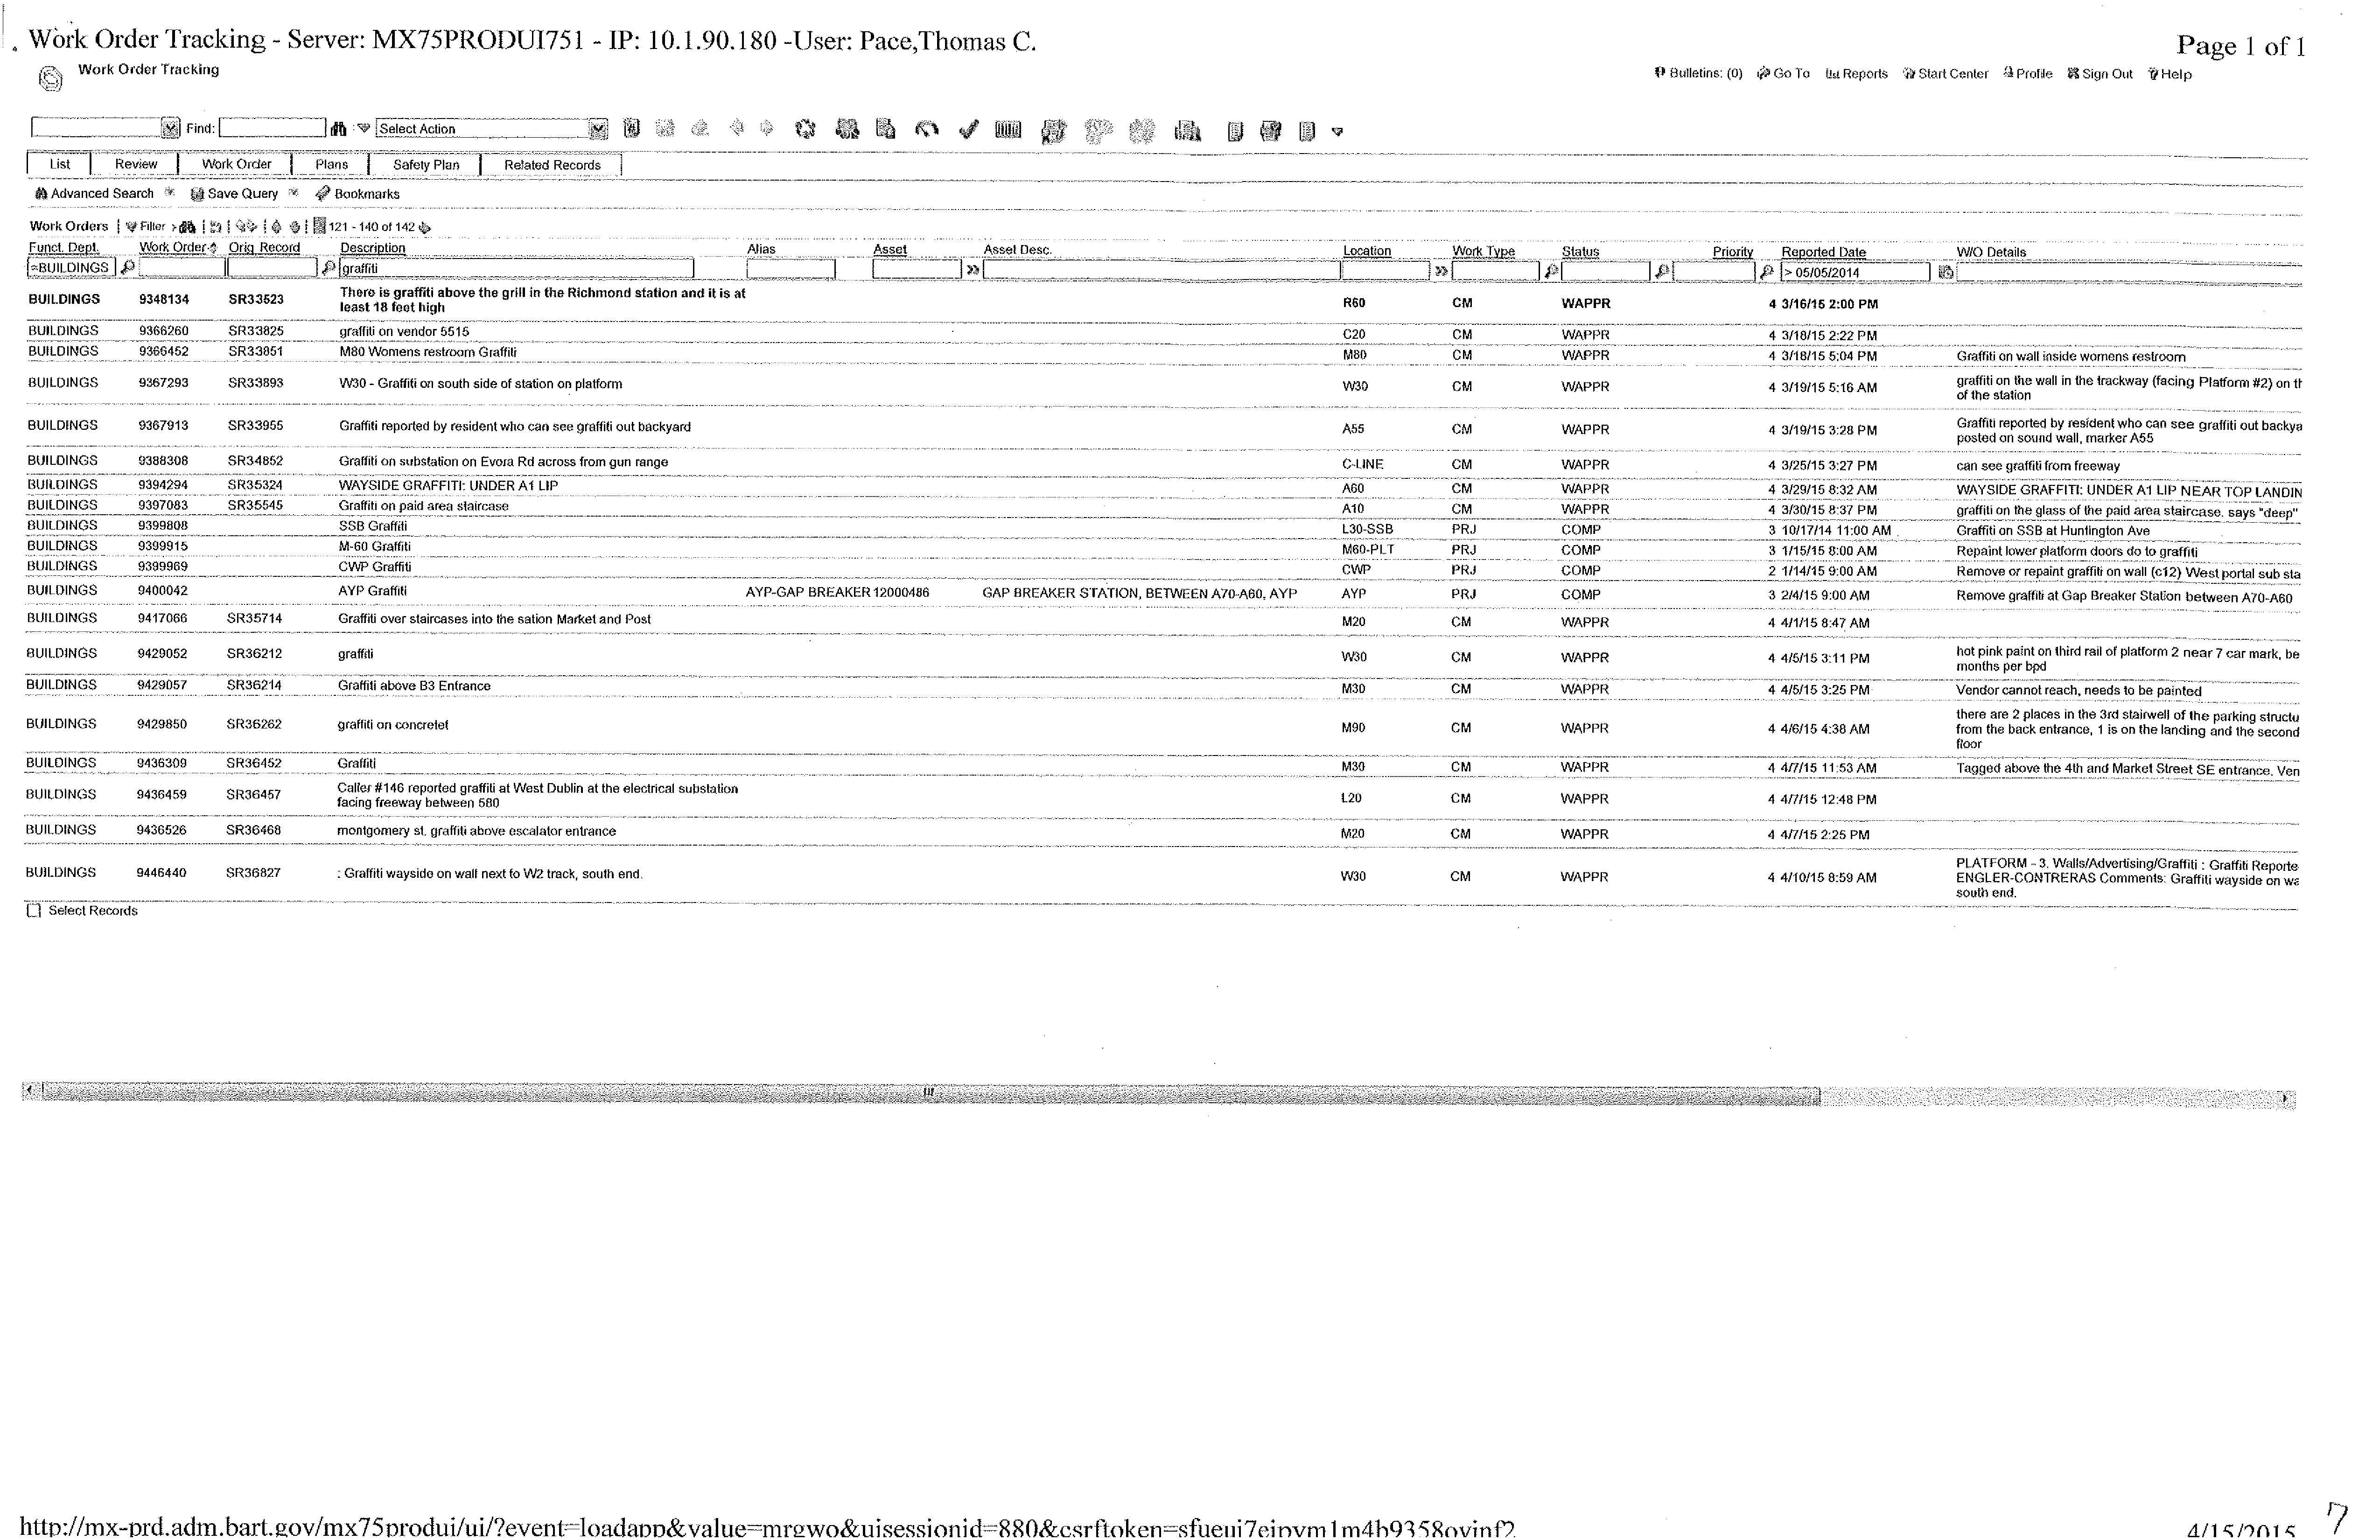 Work Order Tracking - Server: MX75PRODUI751 - IP: 10.1.90.180 -User: Pace,Thomas C.
Page 1 of 1
Work Order Tracking
Bulletins: (0) Go To Reports Start Center Profile Sign Out Help
Find: Select Action
List Review Work Order Plans Safety Plan Related Records
Advanced Search Save Query Bookmarks
Work Orders Filter 121 - 140 of 142
Funct. Dept. Work Order Orig Record Description Alias Asset Asset Desc. Location Work Type Status Priority Reported Date W/O Details
=BUILDINGS graffiti > 05/05/2014
BUILDINGS 9348134 SR33523 There is graffiti above the grill in the Richmond station and it is at R60 CM WAPPR 4 3/16/15 2:00 PM
least 18 feet high
BUILDINGS 9366260 SR33825 graffiti on vendor 5515 C20 CM WAPPR 4 3/18/15 2:22 PM
BUILDINGS 9366452 SR33851 M80 Womens restroom Graffiti M80 CM WAPPR 4 3/18/15 5:04 PM Graffiti on wall inside womens restroom
BUILDINGS 9367293 SR33893 W30 - Graffiti on south side of station on platform W30 CM WAPPR 4 3/19/15 5:16 AM graffiti on the wall in the trackway (facing Platform #2) on th
of the station
BUILDINGS 9367913 SR33955 Graffiti reported by resident who can see graffiti out backyard A55 CM WAPPR 4 3/19/15 3:28 PM Graffiti reported by resident who can see graffiti out backya
posted on sound wall, marker A55
BUILDINGS 9388308 SR34852 Graffiti on substation on Evora Rd across from gun range C-LINE CM WAPPR 4 3/25/15 3:27 PM can see graffiti from freeway
BUILDINGS 9394294 SR35324 WAYSIDE GRAFFITI: UNDER A1 LIP A60 CM WAPPR 4 3/29/15 8:32 AM WAYSIDE GRAFFITI: UNDER A1 LIP NEAR TOP LANDIN
BUILDINGS 9397083 SR35545 Graffiti on paid area staircase A10 CM WAPPR 4 3/30/15 8:37 PM graffiti on the glass of the paid area staircase. says "deep"
BUILDINGS 9399808 SSB Graffiti L30-SSB PRJ COMP 3 10/17/14 11:00 AM Graffiti on SSB at Huntington Ave
BUILDINGS 9399915 M-60 Graffiti M60-PLT PRJ COMP 3 1/15/15 8:00 AM Repaint lower platform doors do to graffiti
BUILDINGS 9399969 CWP Graffiti CWP PRJ COMP 2 1/14/15 9:00 AM Remove or repaint graffiti on wall (c12) West portal sub sta
BUILDINGS 9400042 AYP Graffiti AYP-GAP BREAKER 12000486 GAP BREAKER STATION, BETWEEN A70-A60, AYP AYP PRJ COMP 3 2/4/15 9:00 AM Remove graffiti at Gap Breaker Station between A70-A60
BUILDINGS 9417066 SR35714 Graffiti over staircases into the sation Market and Post M20 CM WAPPR 4 4/1/15 8:47 AM
BUILDINGS 9429052 SR36212 graffiti W30 CM WAPPR 4 4/5/15 3:11 PM hot pink paint on third rail of platform 2 near 7 car mark, be
months per bpd
BUILDINGS 9429057 SR36214 Graffiti above B3 Entrance M30 CM WAPPR 4 4/5/15 3:25 PM Vendor cannot reach, needs to be painted
BUILDINGS 9429850 SR36262 graffiti on concretet M90 CM WAPPR 4 4/6/15 4:38 AM there are 2 places in the 3rd stairwell of the parking structu
from the back entrance, 1 is on the landing and the second
floor
BUILDINGS 9436309 SR36452 Graffiti M30 CM WAPPR 4 4/7/15 11:53 AM Tagged above the 4th and Market Street SE entrance. Ven
BUILDINGS 9436459 SR36457 Caller #146 reported graffiti at West Dublin at the electrical substation L20 CM WAPPR 4 4/7/15 12:48 PM
facing freeway between 580
BUILDINGS 9436526 SR36468 montgomery st. graffiti above escalator entrance M20 CM WAPPR 4 4/7/15 2:25 PM
BUILDINGS 9446440 SR36827 : Graffiti wayside on wall next to W2 track, south end. W30 CM WAPPR 4 4/10/15 8:59 AM PLATFORM - 3. Walls/Advertising/Graffiti : Graffiti Reporte
ENGLER-CONTRERAS Comments: Graffiti wayside on wa
south end.
Select Records
http://mx-prd.adm.bart.gov/mx75produi/ui/?event=loadapp&value=mrgwo&uisessionid=880&csrftoken=
4/15/2015
7